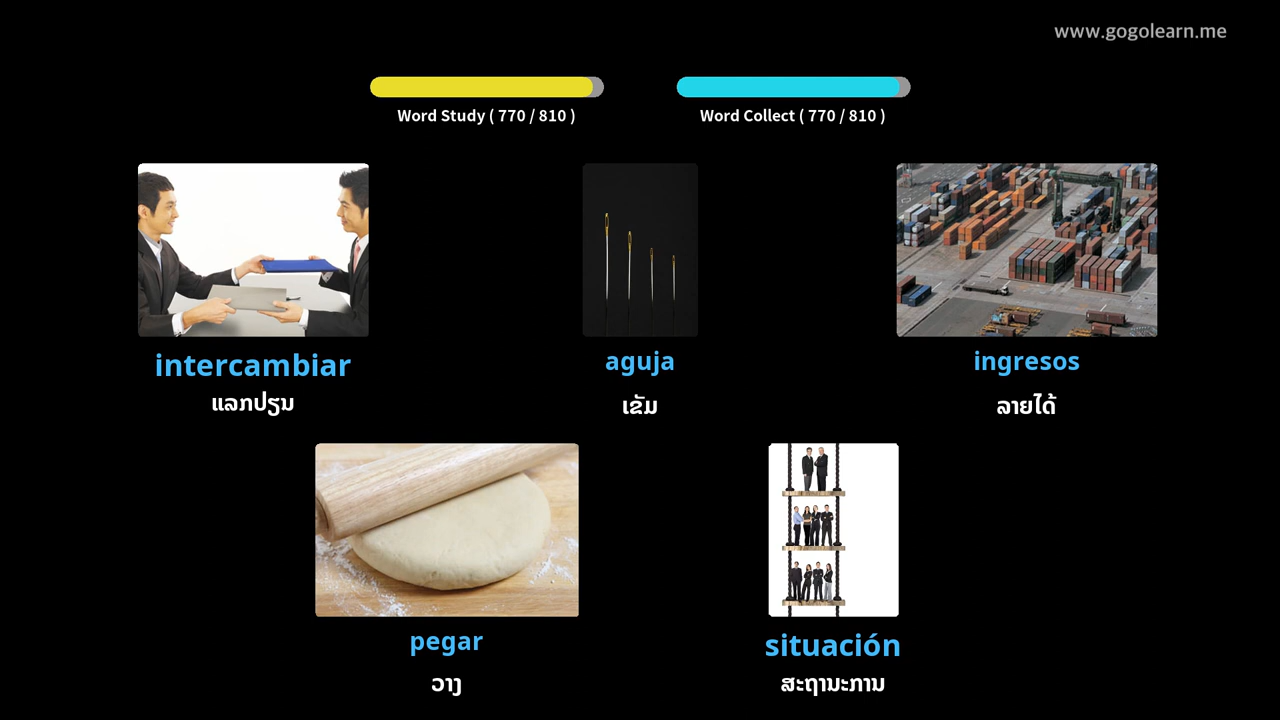 www.gogolearn.me
Word Study ( 770 / 810 )
Word Collect ( 770 / 810 )
intercambiar
ແລກປຽນ
aguja
ເຂັມ
ingresos
ລາຍໄດ້
pegar
ວາງ
situación
ສະຖານະການ